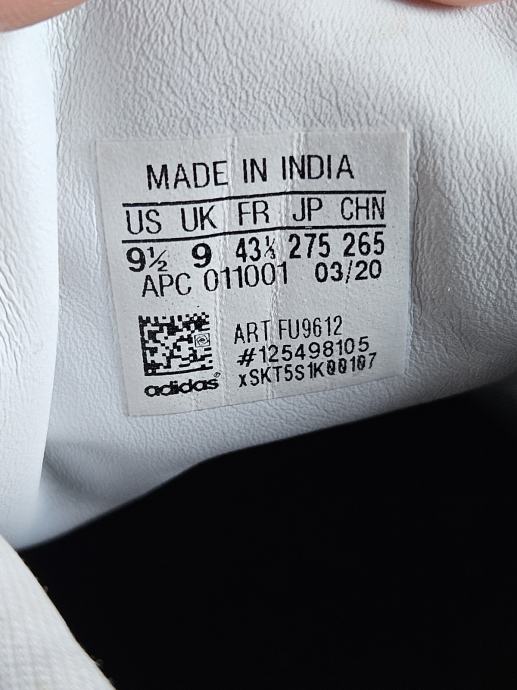 MADE IN INDIA
US UK FR JP CHN
9½ 9 43⅓ 275 265
APC 011001 03/20
ART FU9612
#125498105
xSKT5S1K00107
adidas